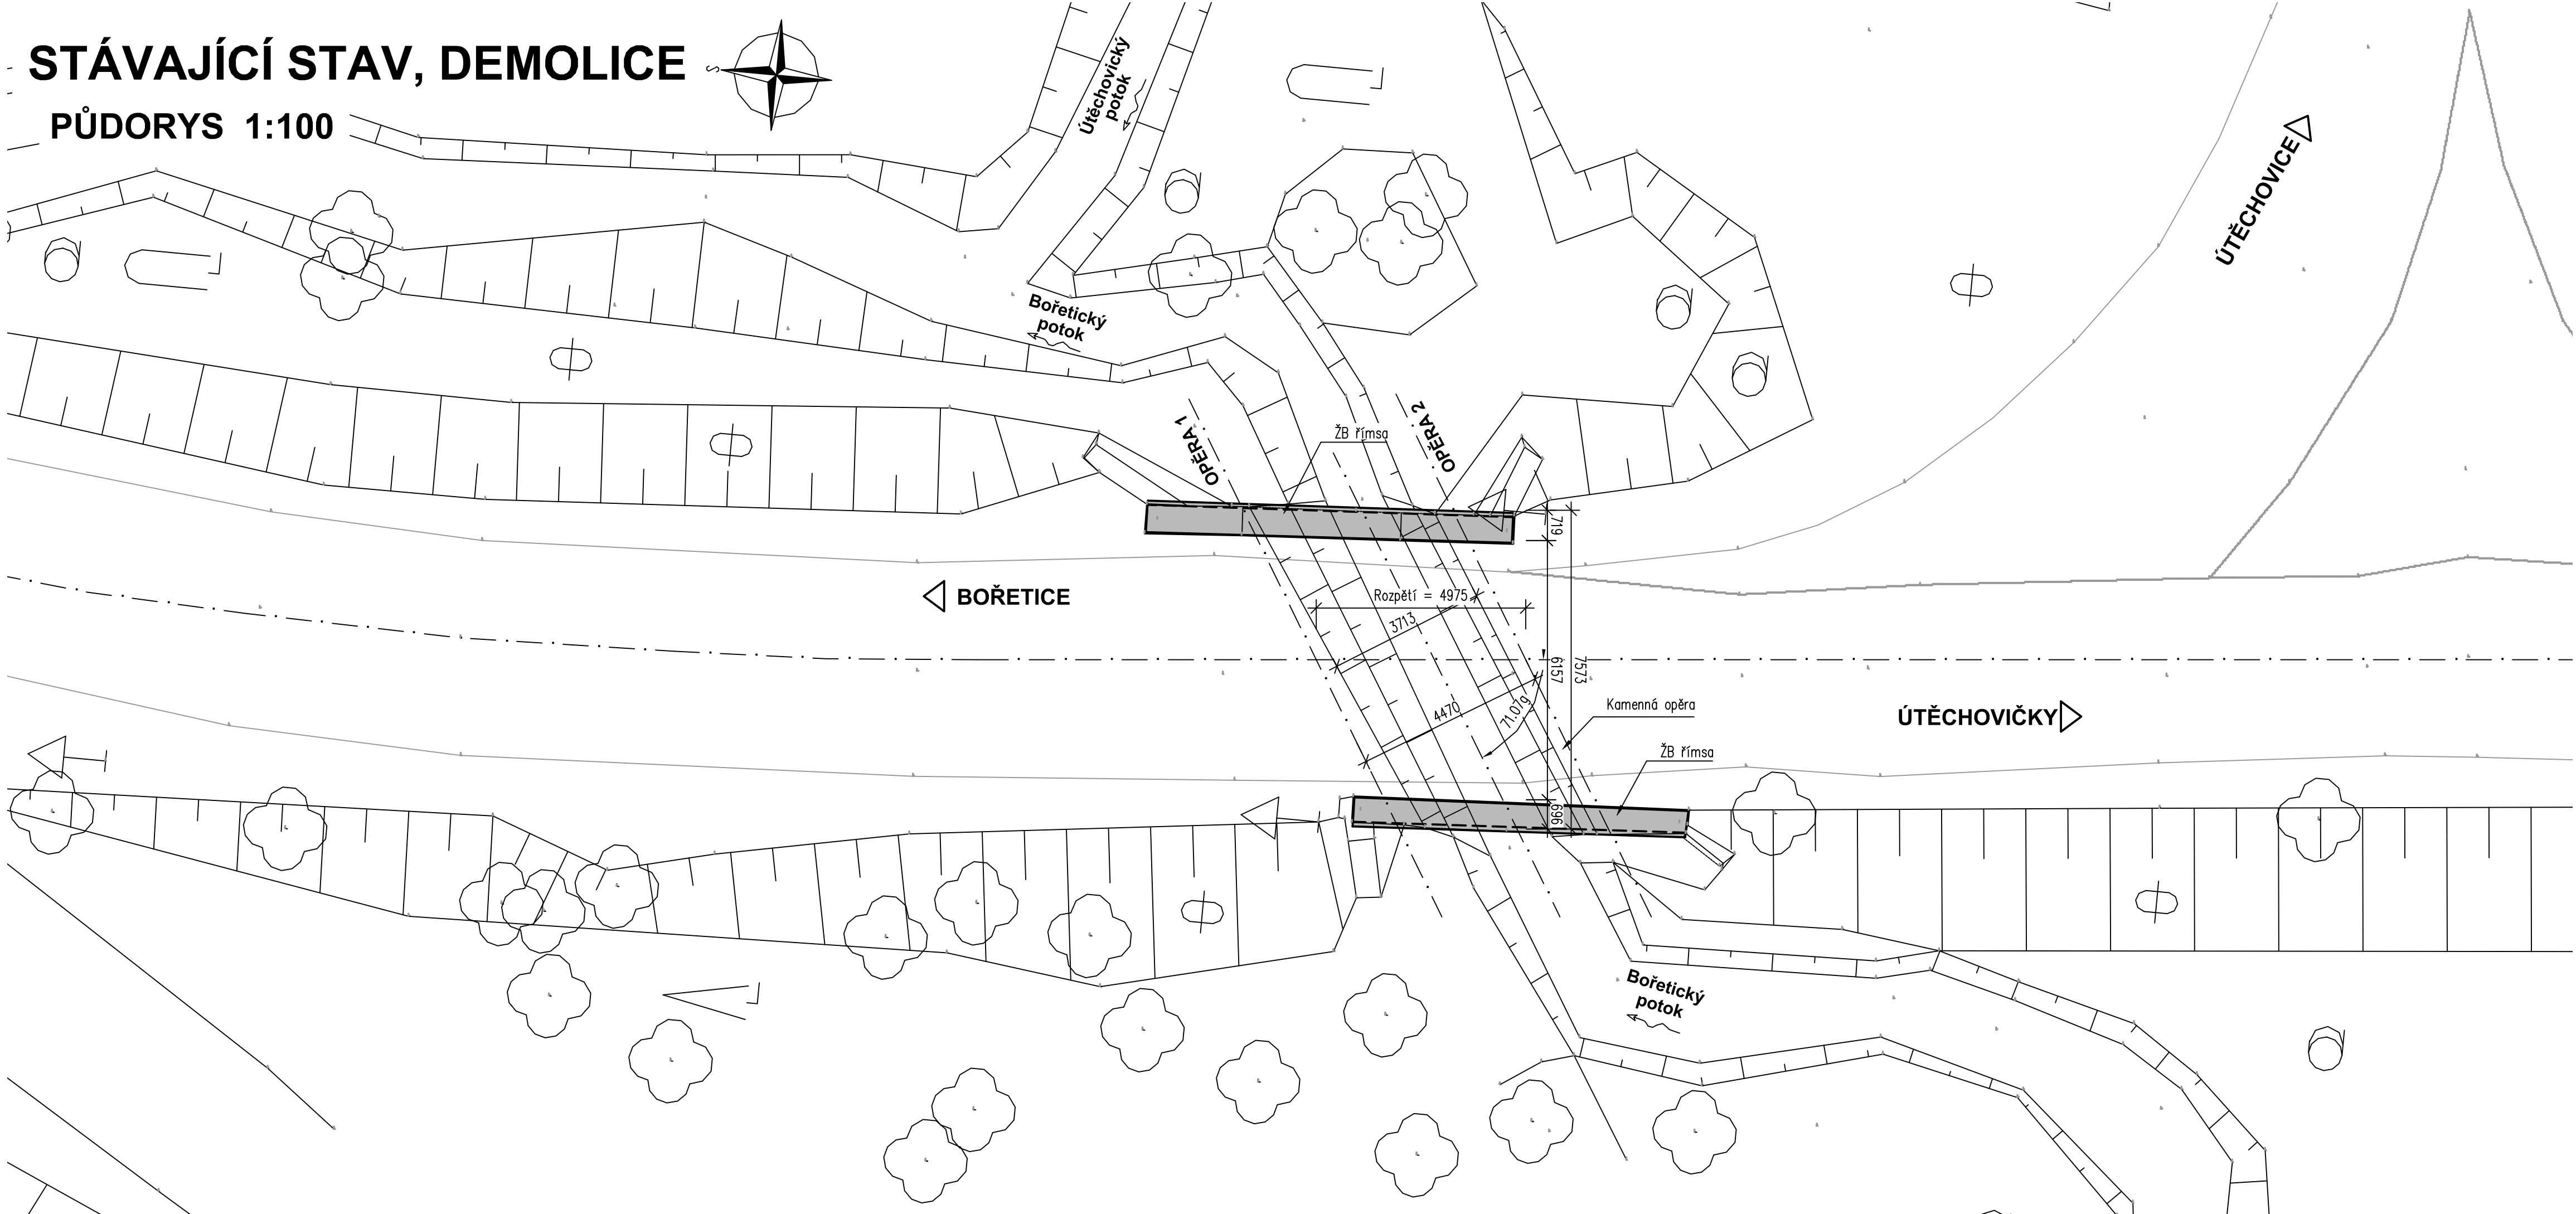 STÁVAJÍCÍ STAV, DEMOLICE
PŮDORYS 1:100
S
Útěchovický
potok
ÚTĚCHOVICE
Bořetický
potok
OPĚRA 1
ŽB římsa
OPĚRA 2
719
BOŘETICE
Rozpětí = 4975
3713
6157
7573
4470
71.07g
Kamenná opěra
ÚTĚCHOVIČKY
ŽB římsa
696
Bořetický
potok